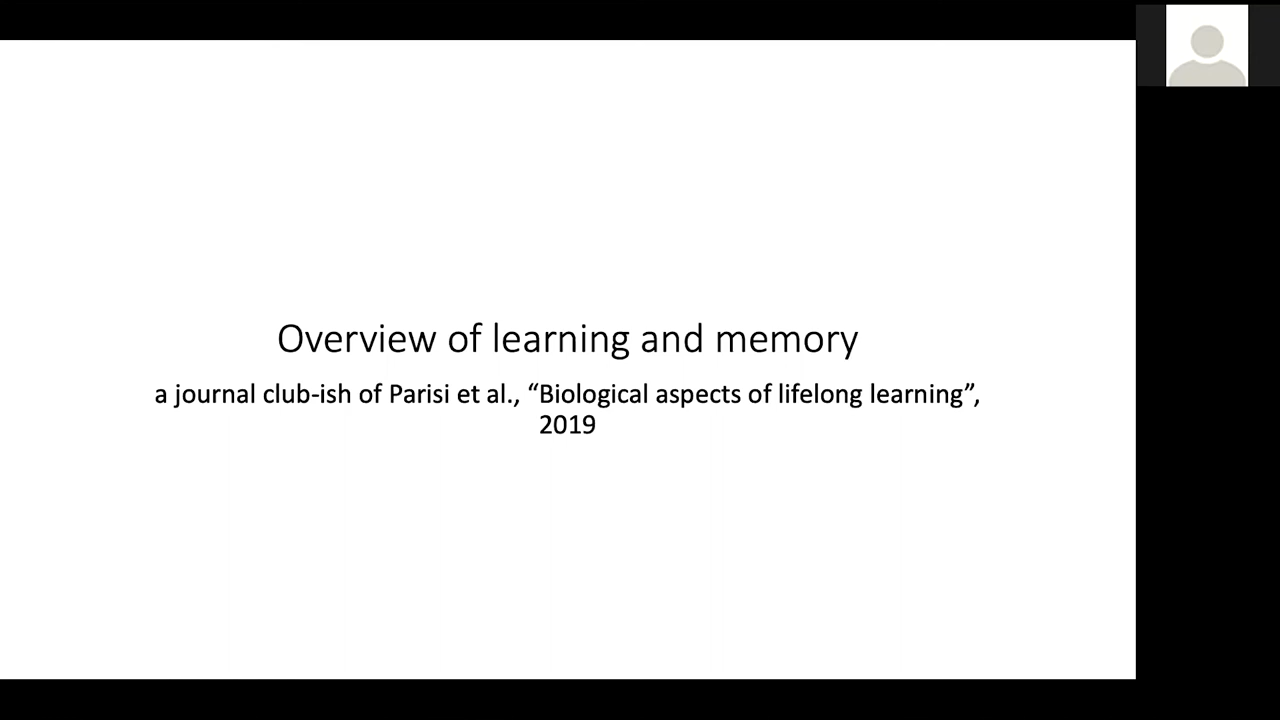 Overview of learning and memory
a journal club-ish of Parisi et al., “Biological aspects of lifelong learning”,
2019